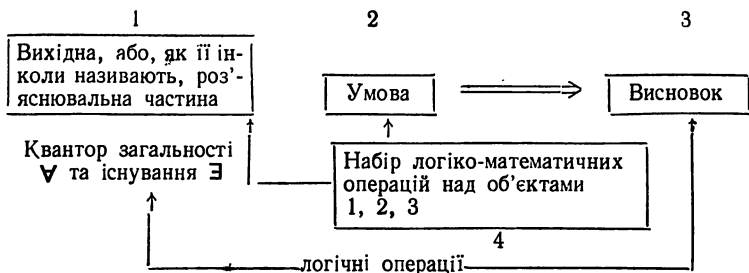 1
2
3
Вихідна, або, як її ін-
коли називають, роз'-
яснювальна частина
Умова
Висновок
Квантор загальності
∀ та існування ∃
Набір логіко-математичних
операцій над об'єктами
1, 2, 3
4
логічні операції